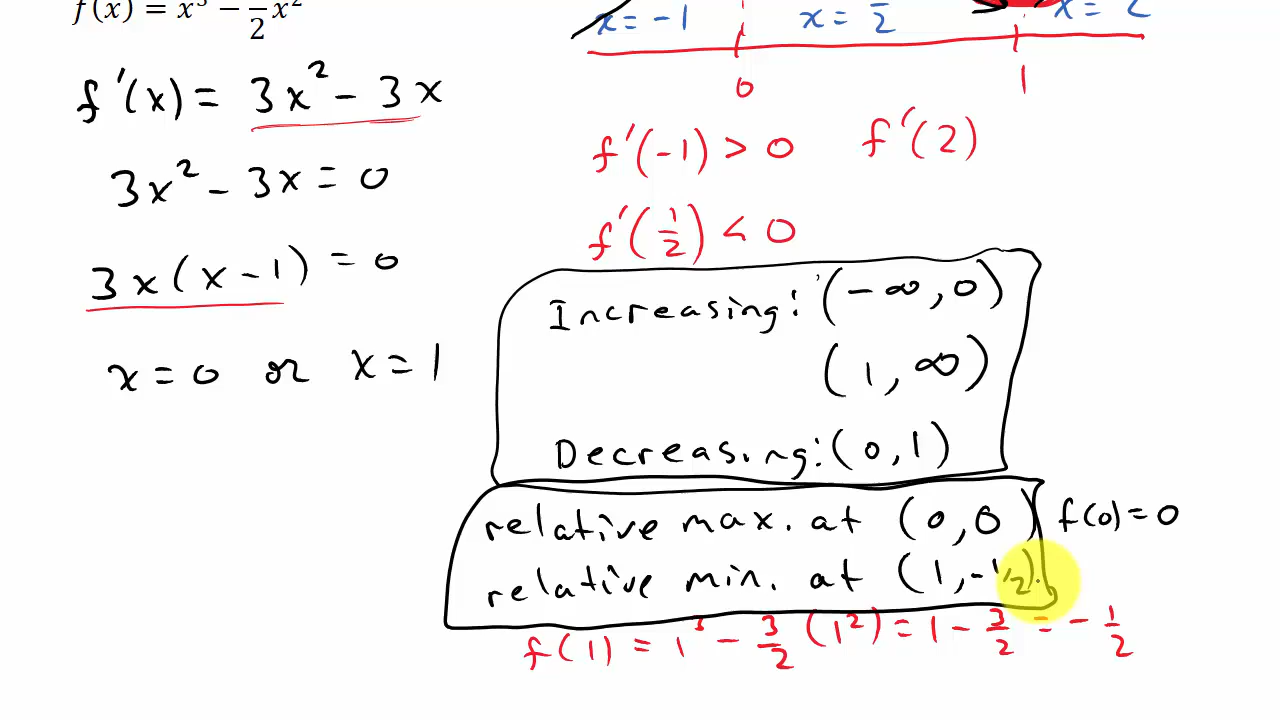 f(x) = x³ − —/2 x²
x = -1    x = —/2    x = 2
0    1
f'(x) = 3x² - 3x
f'(-1) > 0    f'(2)
3x² - 3x = 0
f'(1/2) < 0
3x(x - 1) = 0
Increasing: (-∞, 0)
(1, ∞)
x = 0 or x = 1
Decreasing: (0, 1)
relative max. at (0, 0)    f(0) = 0
relative min. at (1, -1/2)
f(1) = 1³ - 3/2 (1²) = 1 - 3/2 = -1/2